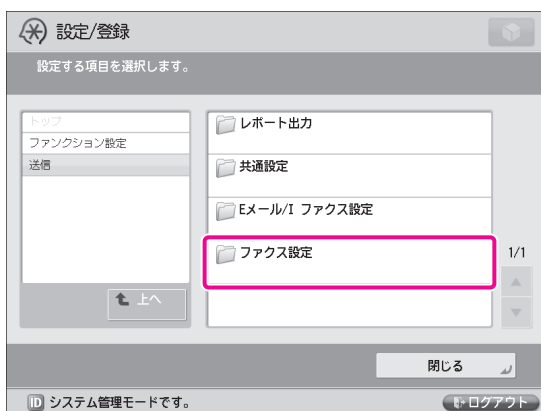 設定/登録
設定する項目を選択します。
トップ
ファンクション設定
送信
上へ
レポート出力
共通設定
Eメール/I ファクス設定
ファクス設定
1/1
閉じる
ID システム管理モードです。
ログアウト